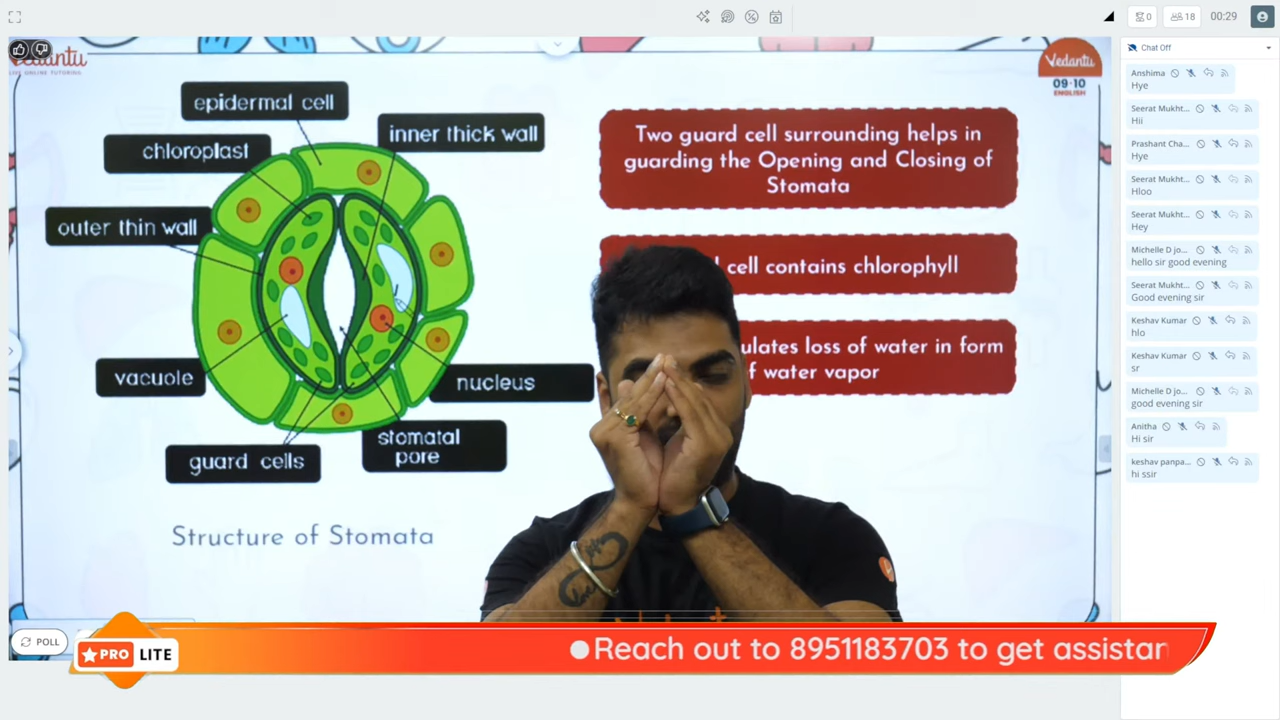 0
18
00:29
Vedantu
LIVE ONLINE TUTORING
Vedantu
09-10
ENGLISH
epidermal cell
inner thick wall
chloroplast
outer thin wall
vacuole
nucleus
stomatal
pore
guard cells
Structure of Stomata
Two guard cell surrounding helps in
guarding the Opening and Closing of
Stomata
cell contains chlorophyll
loss of water in form
water vapor
POLL
PRO LITE
Reach out to 8951183703 to get
Chat Off
Anshima
Hye
Seerat Mukht...
Hii
Prashant Cha...
Hye
Seerat Mukht...
Hloo
Seerat Mukht...
Hey
Michelle D jo...
hello sir good evening
Seerat Mukht...
Good evening sir
Keshav Kumar
hlo
Keshav Kumar
sr
Michelle D jo...
good evening sir
Anitha
Hi sir
keshav panpa...
hi ssir